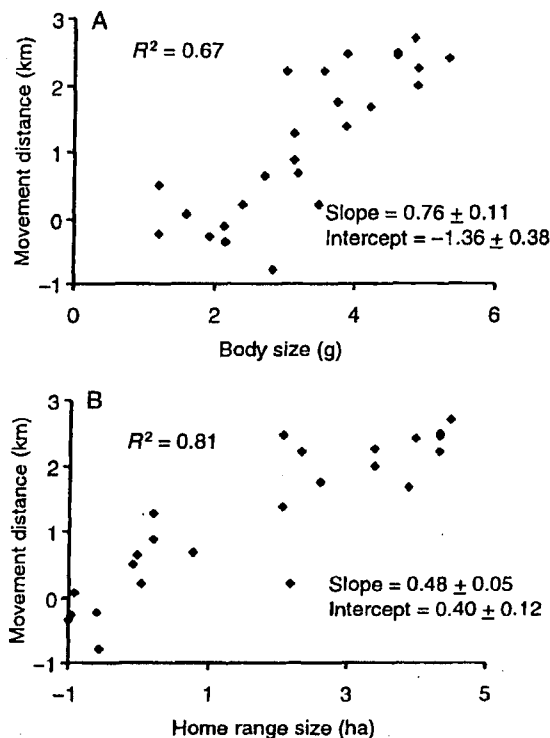 A
R² = 0.67
Movement distance (km)
3
2
1
0
−1
Slope = 0.76 ± 0.11
Intercept = −1.36 ± 0.38
0
2
4
6
Body size (g)
B
R² = 0.81
Movement distance (km)
3
2
1
0
−1
Slope = 0.48 ± 0.05
Intercept = 0.40 ± 0.12
−1
1
3
5
Home range size (ha)